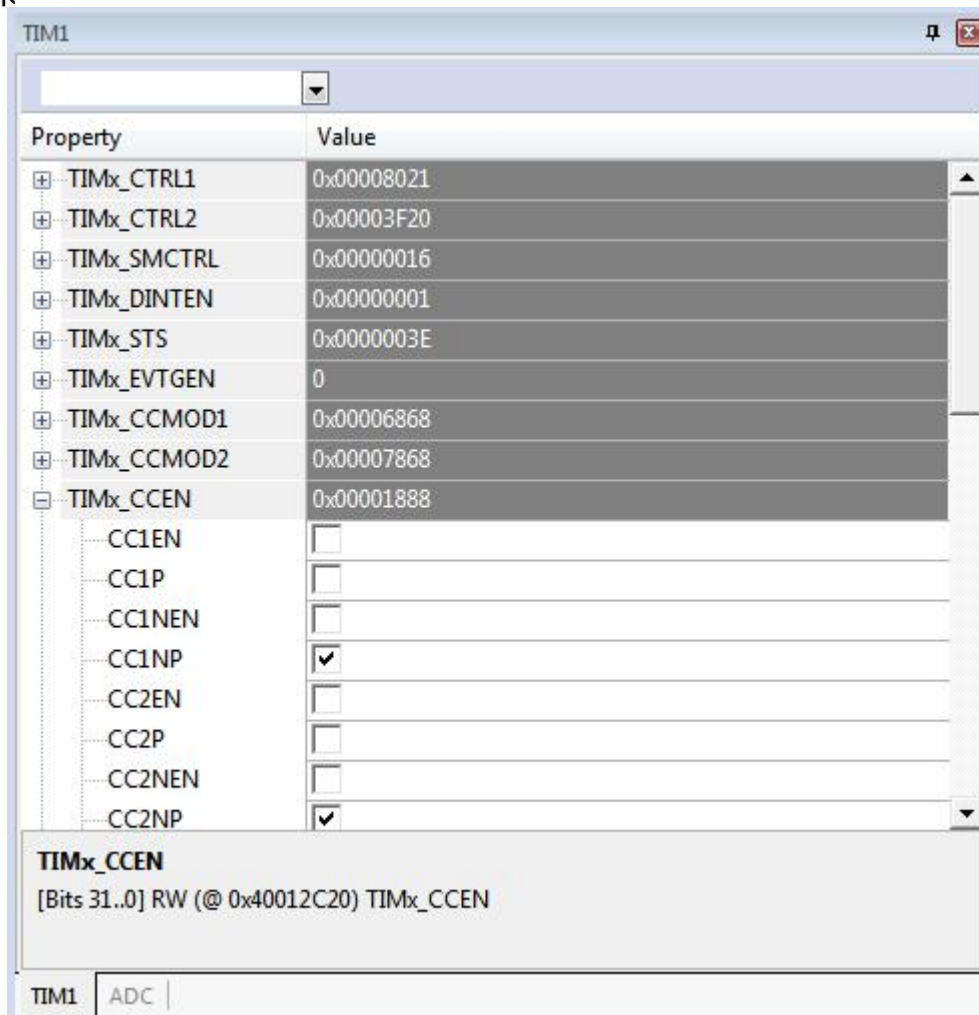 TIM1
Property Value
TIMx_CTRL1 0x00008021
TIMx_CTRL2 0x00003F20
TIMx_SMCTRL 0x00000016
TIMx_DINTEN 0x00000001
TIMx_STS 0x0000003E
TIMx_EVTGEN 0
TIMx_CCMOD1 0x00006868
TIMx_CCMOD2 0x00007868
TIMx_CCEN 0x00001888
CC1EN
CC1P
CC1NEN
CC1NP
CC2EN
CC2P
CC2NEN
CC2NP
TIMx_CCEN
[Bits 31..0] RW (@ 0x40012C20) TIMx_CCEN
TIM1 ADC